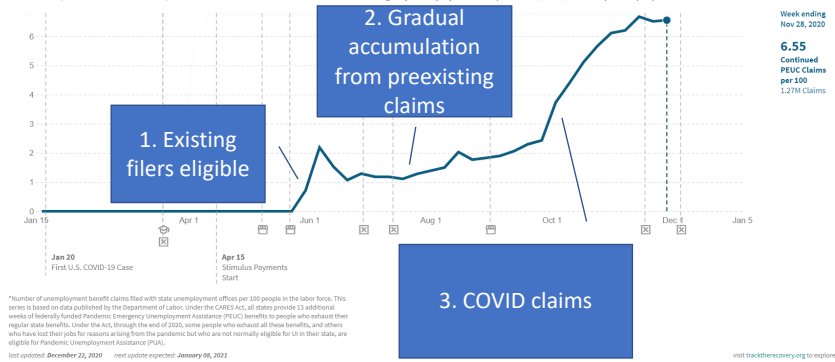 2. Gradual
accumulation
from preexisting
claims
Week ending
Nov 28, 2020
6.55
Continued
PEUC Claims
per 100
1.27M Claims
6
5
4
3
2
1
0
1. Existing
filers eligible
Jan 15
Apr 1
Jun 1
Aug 1
Oct 1
Dec 1
Jan 5
Jan 20
First U.S. COVID-19 Case
Apr 15
Stimulus Payments
Start
3. COVID claims
*Number of unemployment benefit claims filed with state unemployment offices per 100 people in the labor force. This
series is based on data published by the Department of Labor. Under the CARES Act, all states provide 13 additional
weeks of federally funded Pandemic Emergency Unemployment Assistance (PEUC) benefits to people who exhaust their
regular state benefits. Under the Act, through the end of 2020, some people who exhaust all these benefits, and others
who have lost their jobs for reasons arising from the pandemic but who are not normally eligible for UI in their state, are
eligible for Pandemic Unemployment Assistance (PUA).
last updated: December 22, 2020 next update expected: January 08, 2021
visit tracktherecovery.org to explore